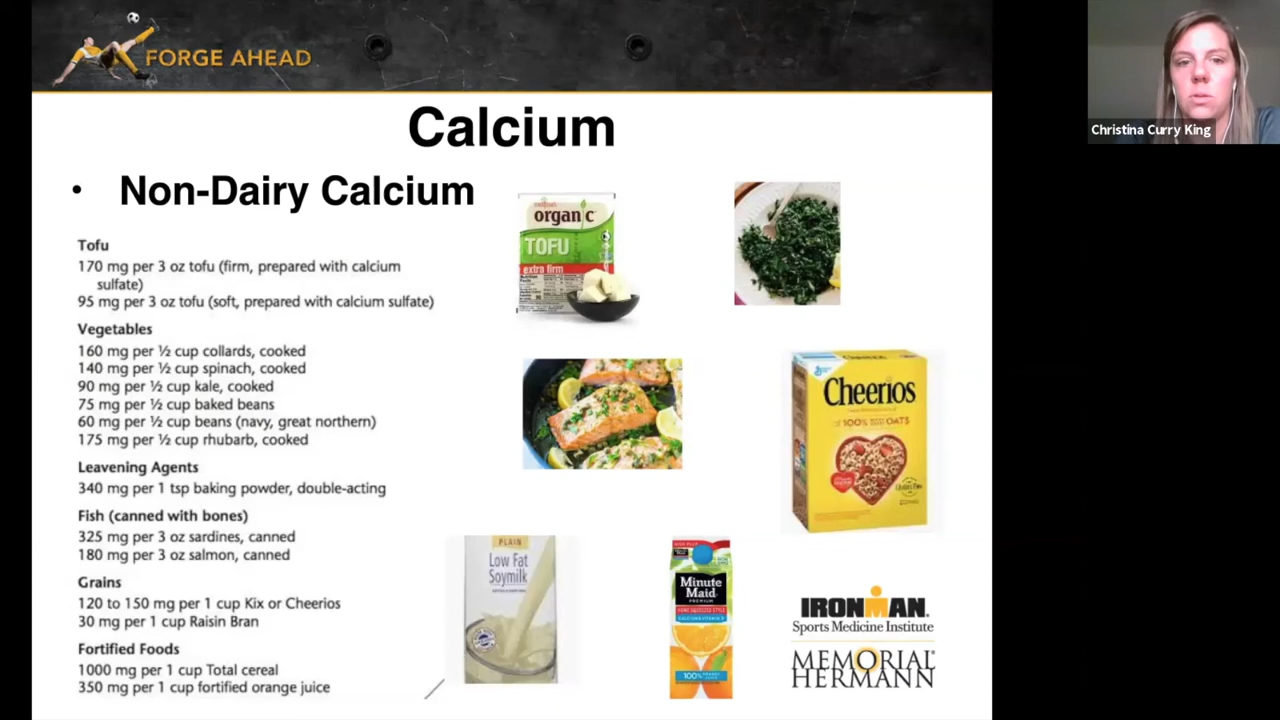 FORGE AHEAD
Christina Curry King
Calcium
• Non-Dairy Calcium
Tofu
170 mg per 3 oz tofu (firm, prepared with calcium
sulfate)
95 mg per 3 oz tofu (soft, prepared with calcium sulfate)
Vegetables
160 mg per ½ cup collards, cooked
140 mg per ½ cup spinach, cooked
90 mg per ½ cup kale, cooked
75 mg per ½ cup baked beans
60 mg per ½ cup beans (navy, great northern)
175 mg per ½ cup rhubarb, cooked
Leavening Agents
340 mg per 1 tsp baking powder, double-acting
Fish (canned with bones)
325 mg per 3 oz sardines, canned
180 mg per 3 oz salmon, canned
Grains
120 to 150 mg per 1 cup Kix or Cheerios
30 mg per 1 cup Raisin Bran
Fortified Foods
1000 mg per 1 cup Total cereal
350 mg per 1 cup fortified orange juice
organic
TOFU
extra firm
Cheerios
100% OATS
PLAIN
Low Fat
Soymilk
Minute
Maid
PREMIUM
100%
IRONMAN
Sports Medicine Institute
MEMORIAL
HERMANN